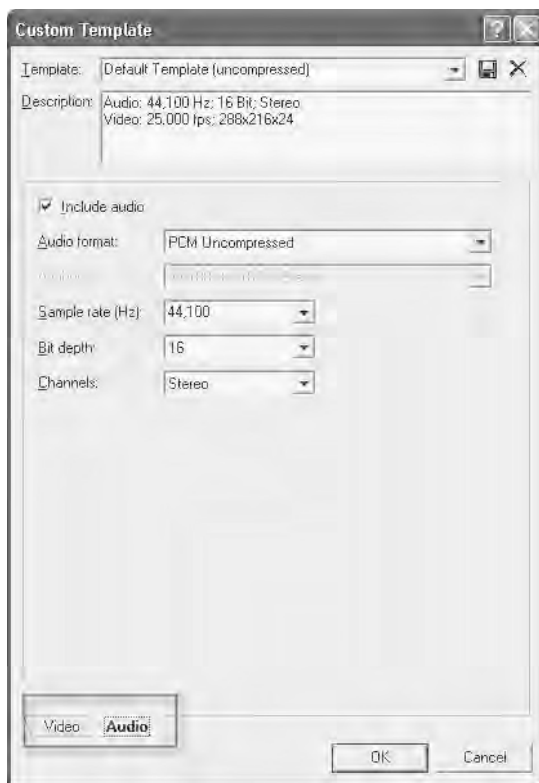 Custom Template
Template: Default Template (uncompressed)
Description: Audio: 44,100 Hz; 16 Bit; Stereo
Video: 25,000 fps; 288x216x24
Include audio
Audio format: PCM Uncompressed
Sample rate (Hz): 44,100
Bit depth: 16
Channels: Stereo
Video Audio
OK Cancel